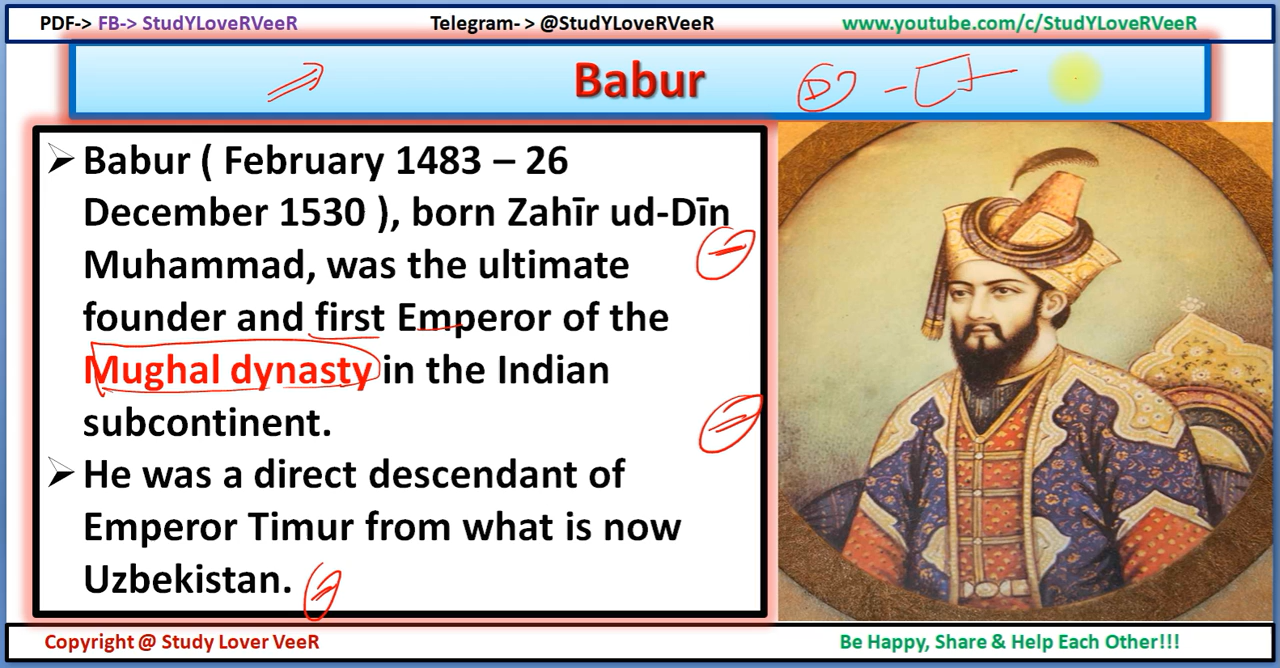 PDF-> FB-> StudYLoveRVeeR Telegram- > @StudYLoveRVeeR www.youtube.com/c/StudYLoveRVeeR
Babur
➢ Babur ( February 1483 – 26
December 1530 ), born Zahīr ud-Dīn
Muhammad, was the ultimate
founder and first Emperor of the
Mughal dynasty in the Indian
subcontinent.
➢ He was a direct descendant of
Emperor Timur from what is now
Uzbekistan.
Copyright @ Study Lover VeeR Be Happy, Share & Help Each Other!!!